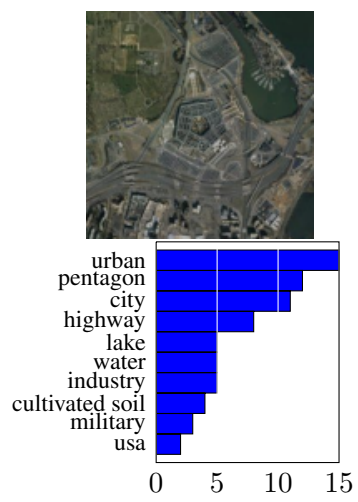 urban
pentagon
city
highway
lake
water
industry
cultivated soil
military
usa
0 5 10 15